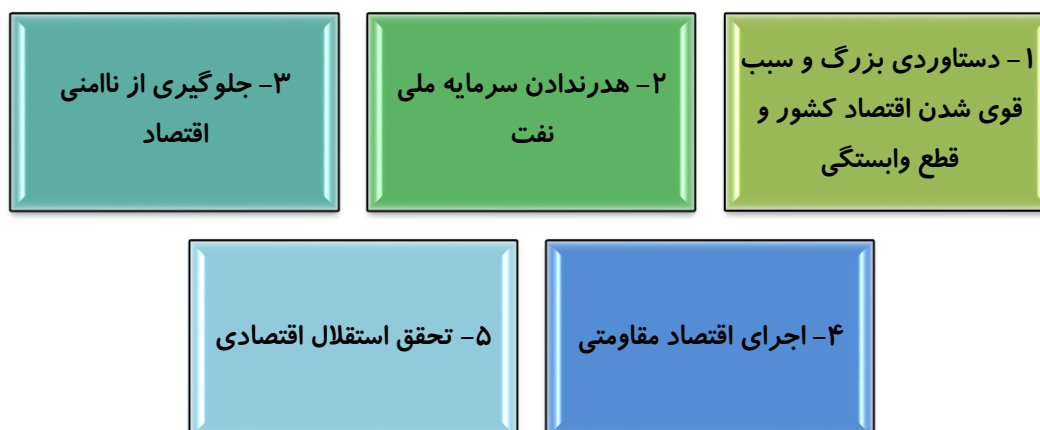 ۱- دستاوردی بزرگ و سبب
قوی شدن اقتصاد کشور و
قطع وابستگی
۲- هدرندادن سرمایه ملی
نفت
۳- جلوگیری از ناامنی
اقتصاد
۴- اجرای اقتصاد مقاومتی
۵- تحقق استقلال اقتصادی